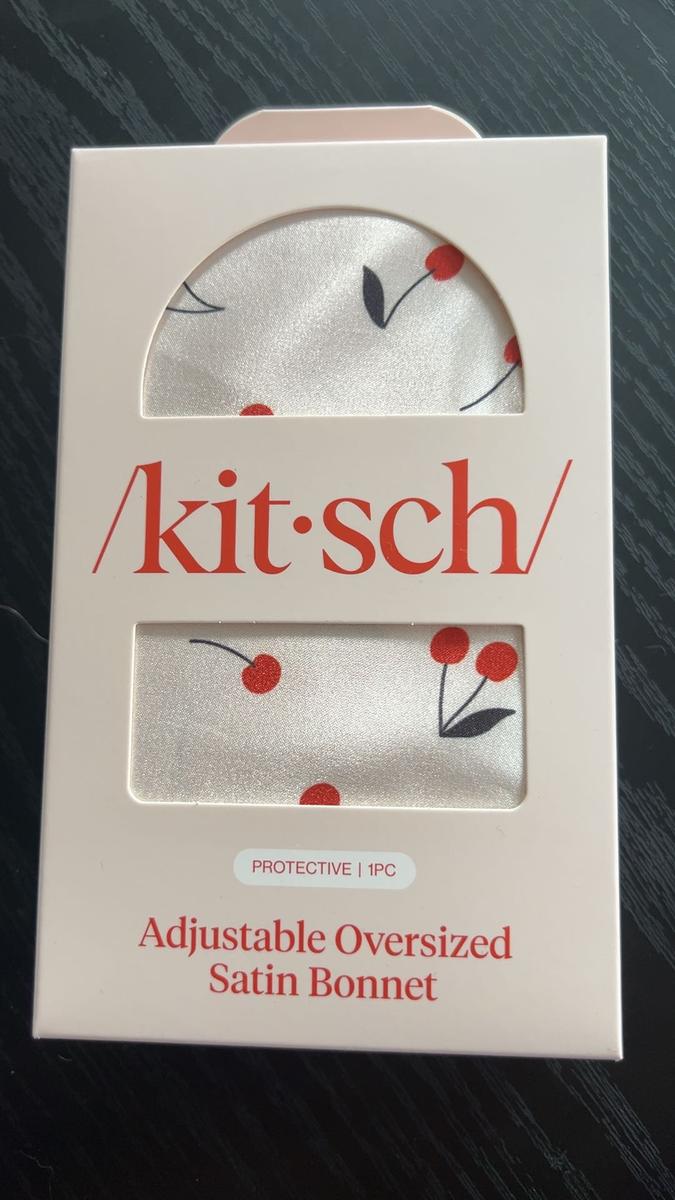 /kit·sch/
PROTECTIVE | 1PC
Adjustable Oversized
Satin Bonnet